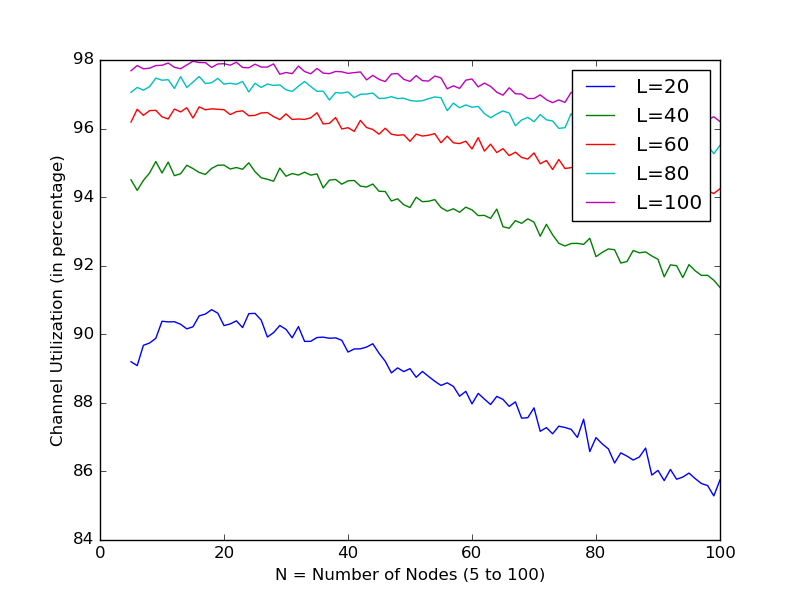 98
96
94
92
90
88
86
84
0
20
40
60
80
100
Channel Utilization (in percentage)
N = Number of Nodes (5 to 100)
L=20
L=40
L=60
L=80
L=100